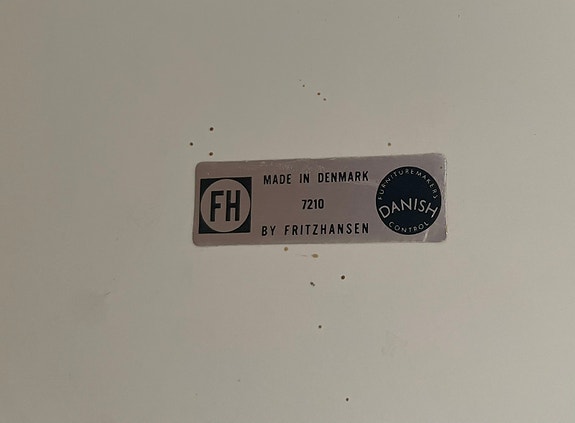 FH
MADE IN DENMARK
7210
BY FRITZHANSEN
FURNITUREMAKERS
DANISH
CONTROL